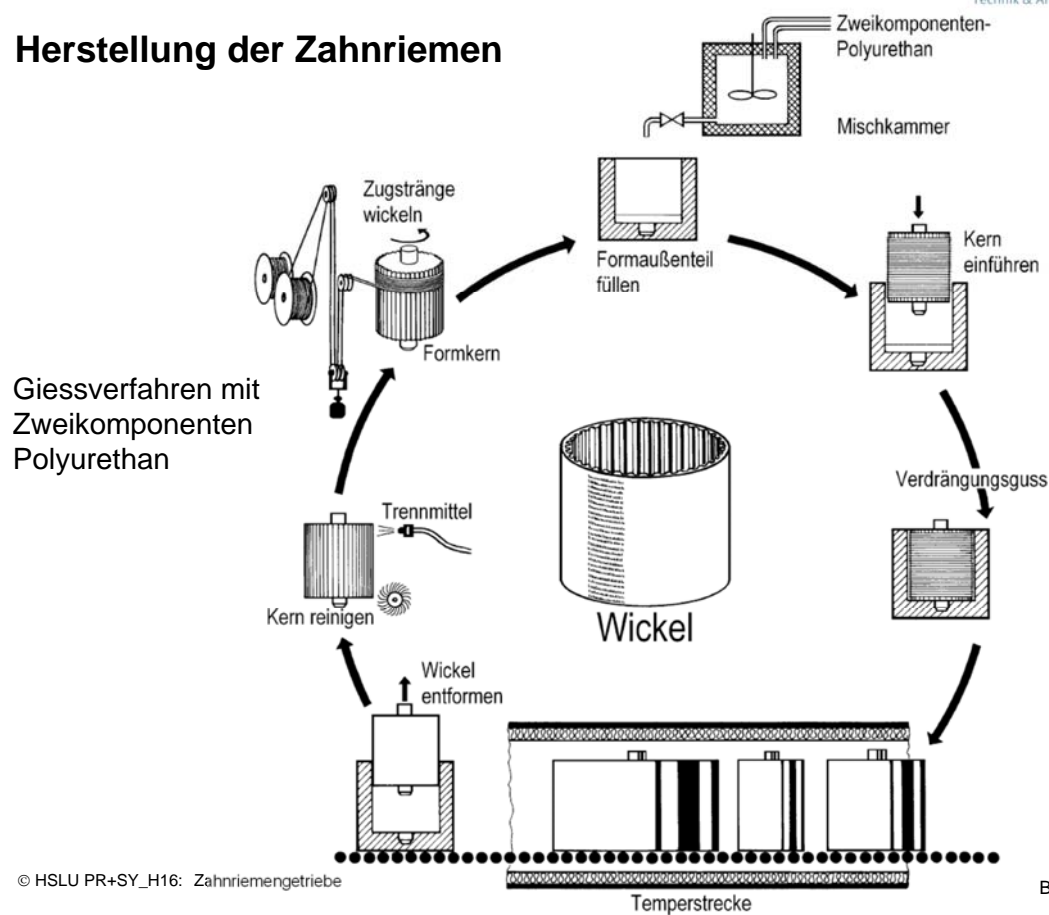 Technik & A
Herstellung der Zahnriemen
Zweikomponenten-
Polyurethan
Mischkammer
Zugstränge
wickeln
Formaußenteil
füllen
Kern
einführen
Formkern
Giessverfahren mit
Zweikomponenten
Polyurethan
Verdrängungsguss
Trennmittel
Kern reinigen
Wickel
Wickel
entformen
© HSLU PR+SY_H16: Zahnriemengetriebe
Temperstrecke
B